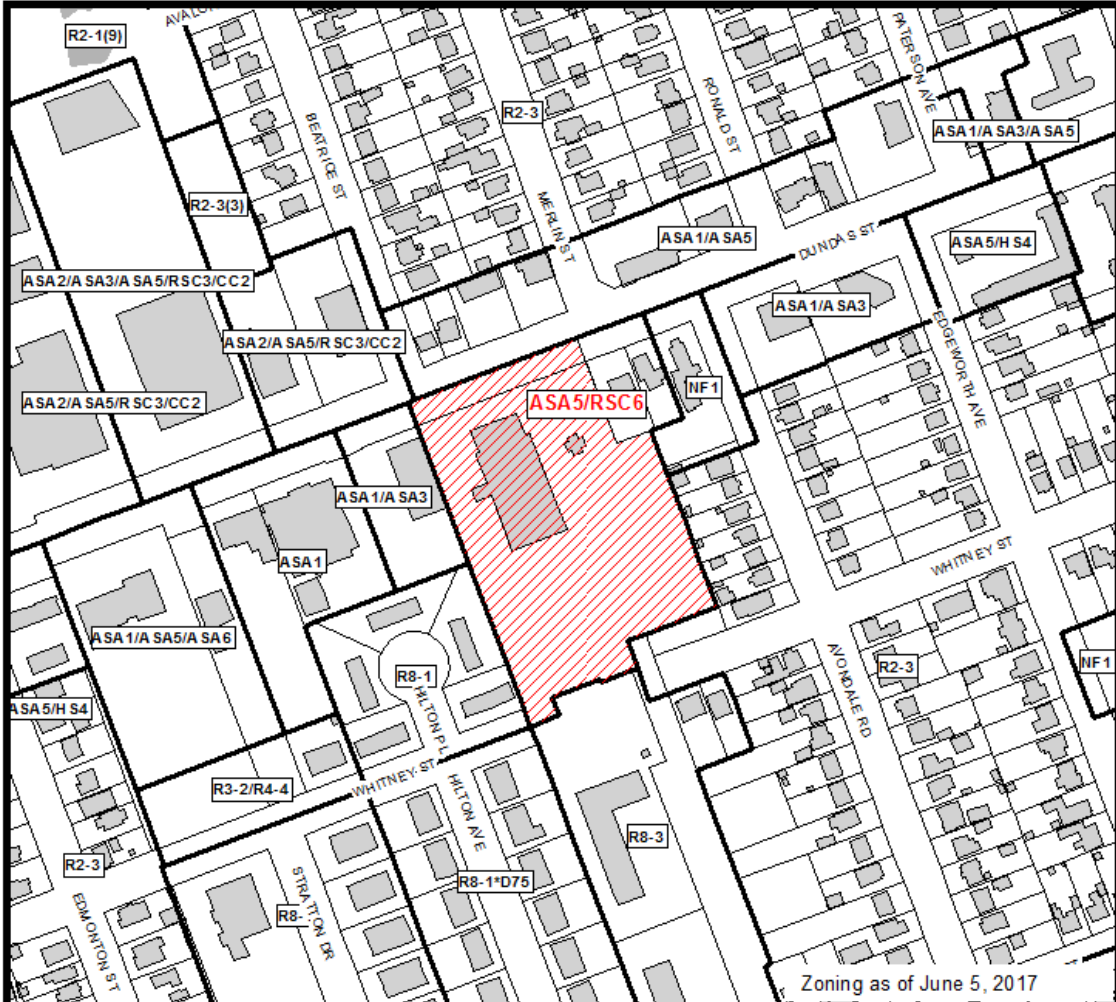 AVALON
R2-1(9)
PATERSON AVE
RONALD ST
R2-3
BEATRICE ST
ASA1/ASA3/ASA5
R2-3(3)
MERLIN ST
ASA1/ASA5
DUNDAS ST
ASA5/HS4
ASA2/ASA3/ASA5/RSC3/CC2
ASA1/ASA3
ASA2/ASA5/RSC3/CC2
EDGEWORTH AVE
NF1
ASA2/ASA5/RSC3/CC2
ASA5/RSC6
ASA1/ASA3
ASA1
WHITNEY ST
ASA1/ASA5/ASA6
R8-1
R2-3
NF1
AVONDALE RD
ASA5/HS4
HILTON PL
R3-2/R4-4
WHITNEY ST
HILTON AVE
R8-3
R2-3
R8-1*D75
STRATTON DR
R8-
EDMONTON ST
Zoning as of June 5, 2017